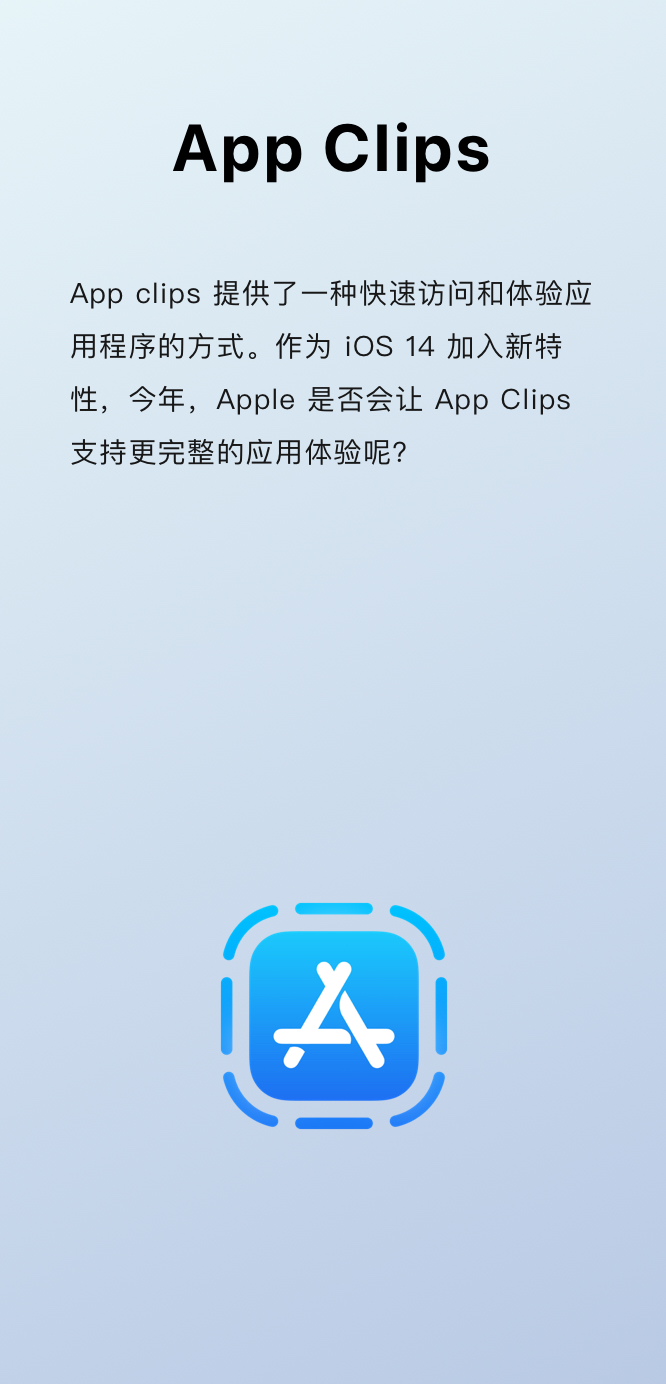 App Clips
App clips 提供了一种快速访问和体验应
用程序的方式。作为 iOS 14 加入新特
性，今年，Apple 是否会让 App Clips
支持更完整的应用体验呢？